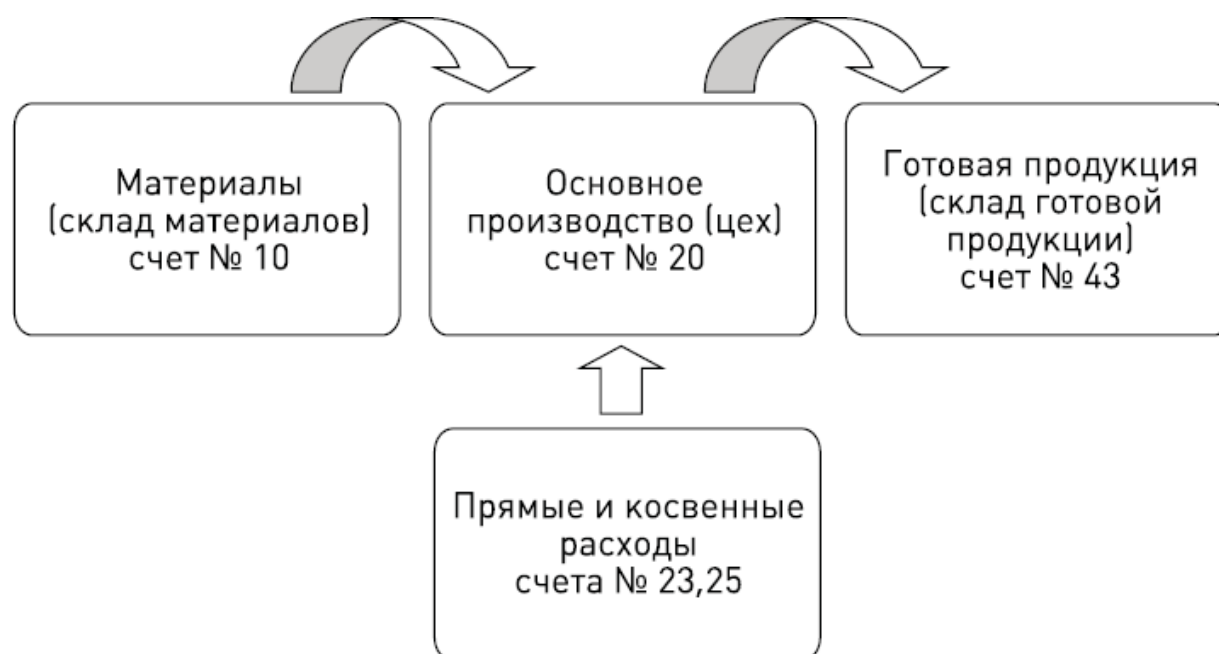 Материалы
(склад материалов)
счет № 10
Основное
производство (цех)
счет № 20
Готовая продукция
(склад готовой
продукции)
счет № 43
Прямые и косвенные
расходы
счета № 23,25